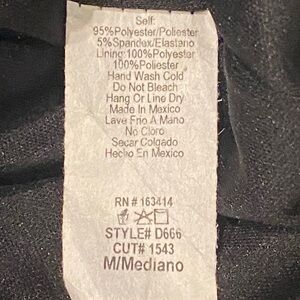 Self:
95%Polyester/Poliester
5%Spandex/Elastano
Lining:100%Polyester
100%Poliester
Hand Wash Cold
Do Not Bleach
Hang Or Line Dry
Made In Mexico
Lave Frio A Mano
No Cloro
Secar Colgado
Hecho En Mexico
RN # 163414
STYLE# D666
CUT# 1543
M/Mediano